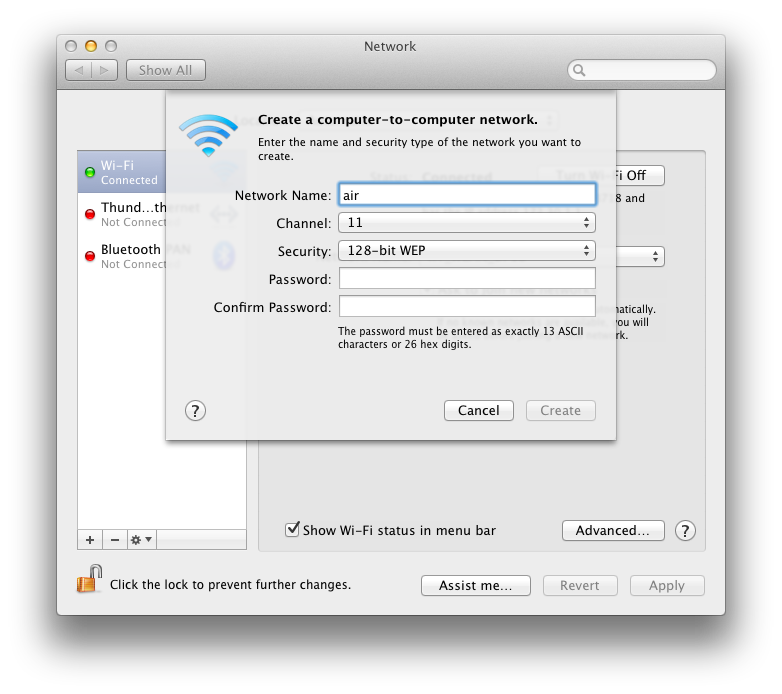 Network
Show All
Create a computer-to-computer network.
Enter the name and security type of the network you want to
create.
Wi-Fi
Connected
Thund…thernet
Not Connect
Bluetooth PAN
Not Connect
Network Name: air
Channel: 11
Security: 128-bit WEP
Password:
Confirm Password:
The password must be entered as exactly 13 ASCII
characters or 26 hex digits.
? Cancel Create
Status: Connected Turn Wi-Fi Off
and
matically.
you will
network.
+ −
Show Wi-Fi status in menu bar
Advanced... ?
Click the lock to prevent further changes.
Assist me... Revert Apply